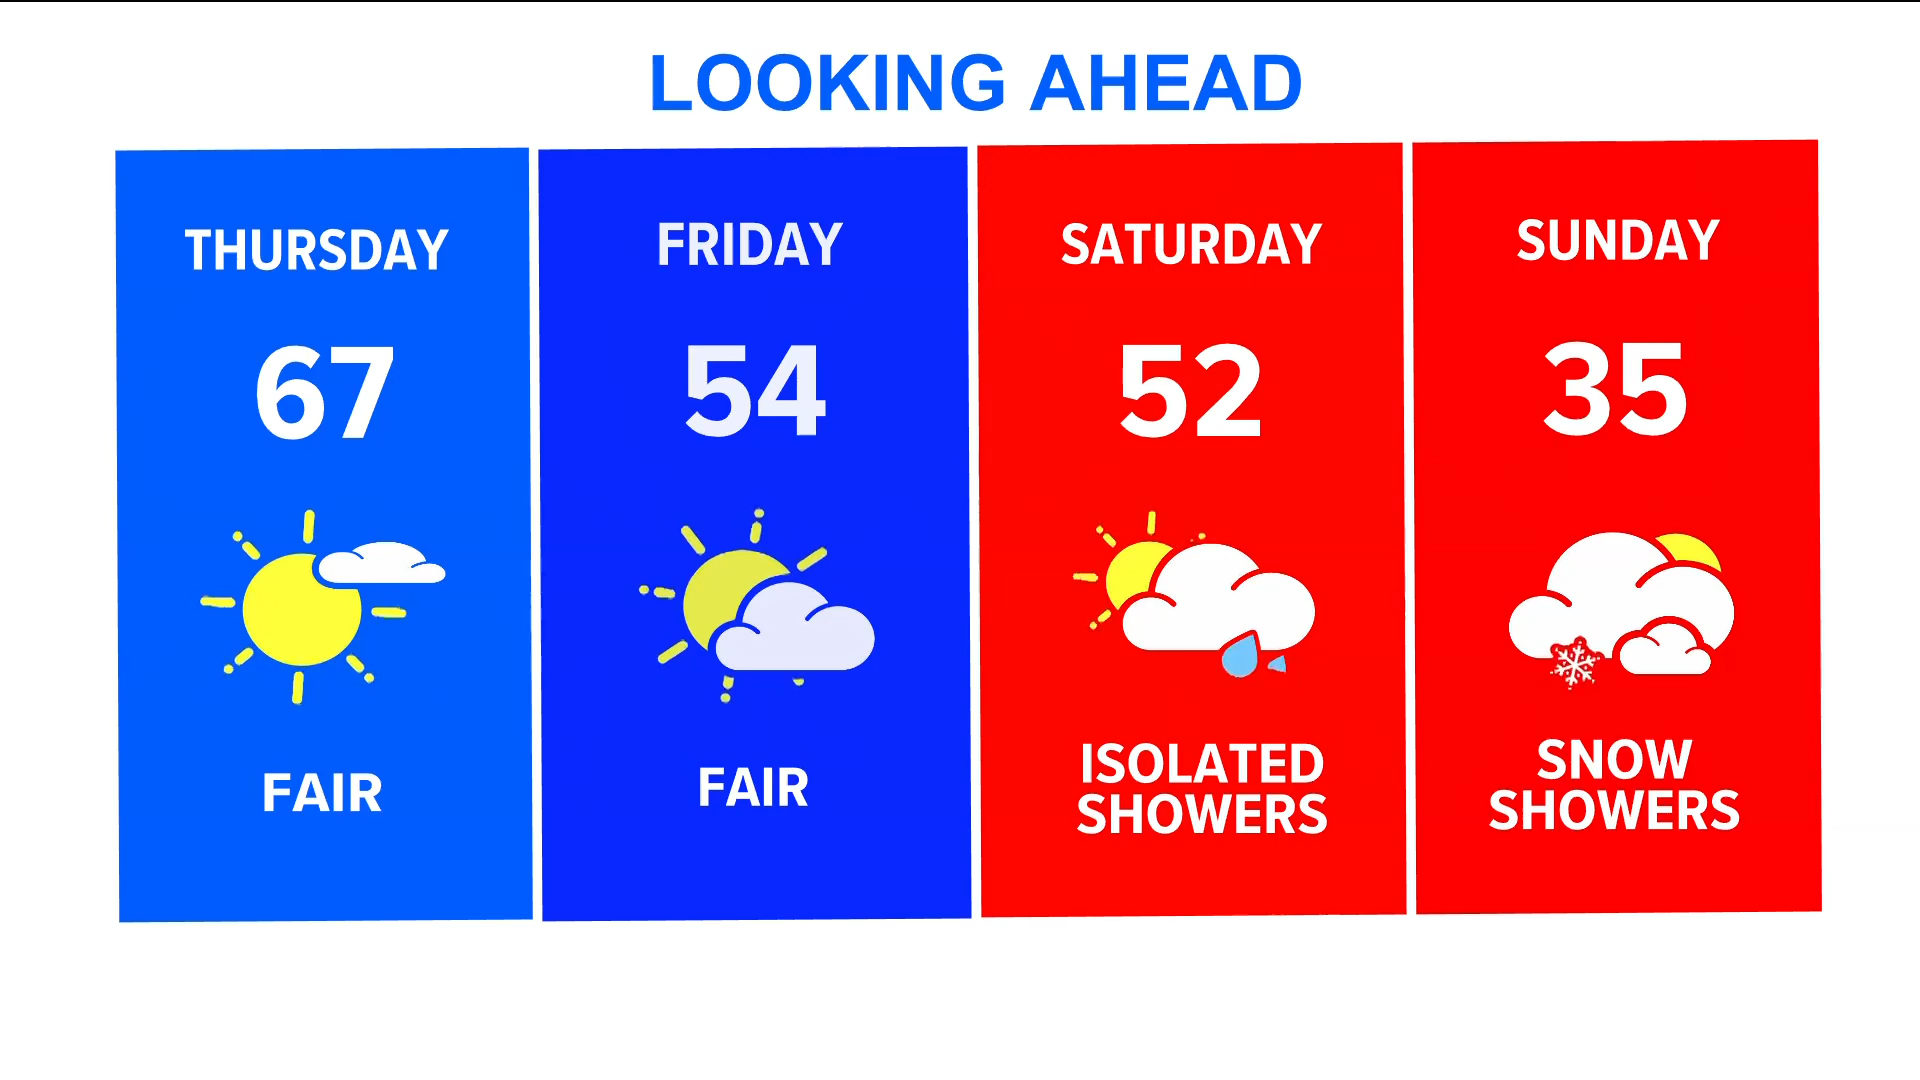 LOOKING AHEAD
THURSDAY
67
FAIR
FRIDAY
54
FAIR
SATURDAY
52
ISOLATED
SHOWERS
SUNDAY
35
SNOW
SHOWERS